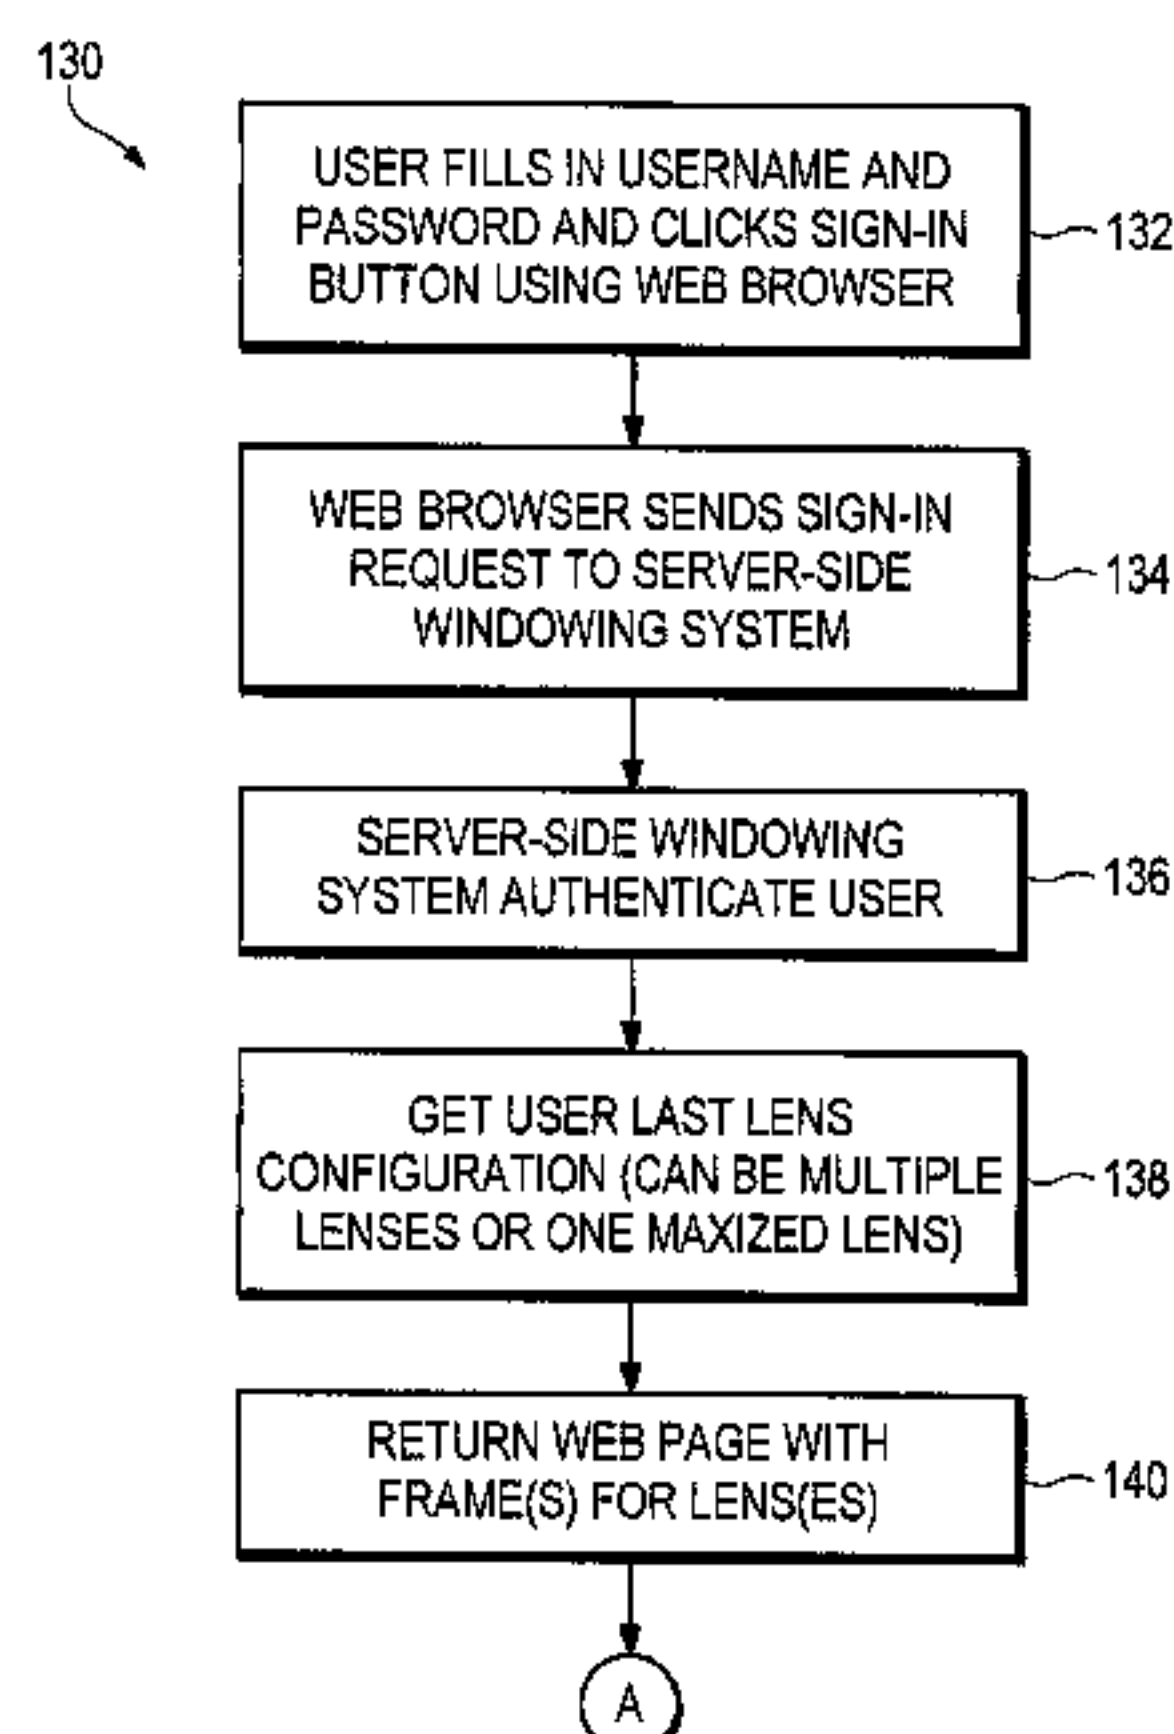 130
USER FILLS IN USERNAME AND
PASSWORD AND CLICKS SIGN-IN
BUTTON USING WEB BROWSER
132
WEB BROWSER SENDS SIGN-IN
REQUEST TO SERVER-SIDE
WINDOWING SYSTEM
134
SERVER-SIDE WINDOWING
SYSTEM AUTHENTICATE USER
136
GET USER LAST LENS
CONFIGURATION (CAN BE MULTIPLE
LENSES OR ONE MAXIZED LENS)
138
RETURN WEB PAGE WITH
FRAME(S) FOR LENS(ES)
140
A